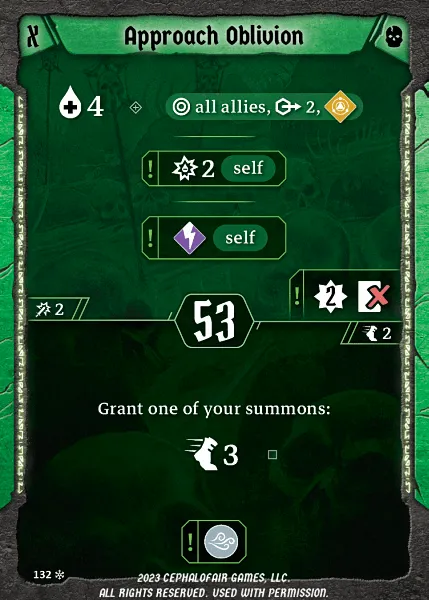 X Approach Oblivion
4 all allies, 2,
! 2 self
! self
! 2
2
53
2
Grant one of your summons:
3
!
132
2023 CEPHALOFAIR GAMES, LLC.
ALL RIGHTS RESERVED. USED WITH PERMISSION.